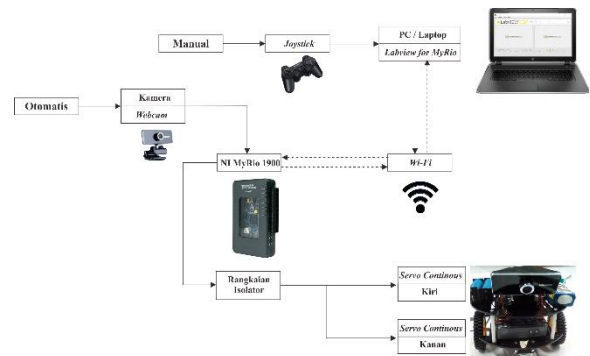 Manual
Joystick
PC / Laptop
Labview for MyRio
Otomatis
Kamera
Webcam
NI MyRio 1900
Wi-Fi
Rangkaian
Isolator
Servo Continous
Kiri
Servo Continous
Kanan